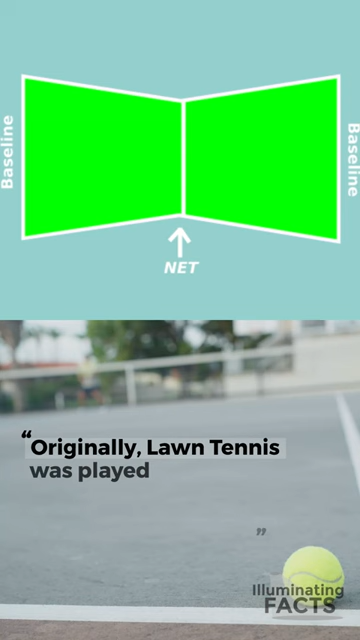 Baseline
Baseline
NET
“Originally, Lawn Tennis
was played
”
Illuminating
FACTS